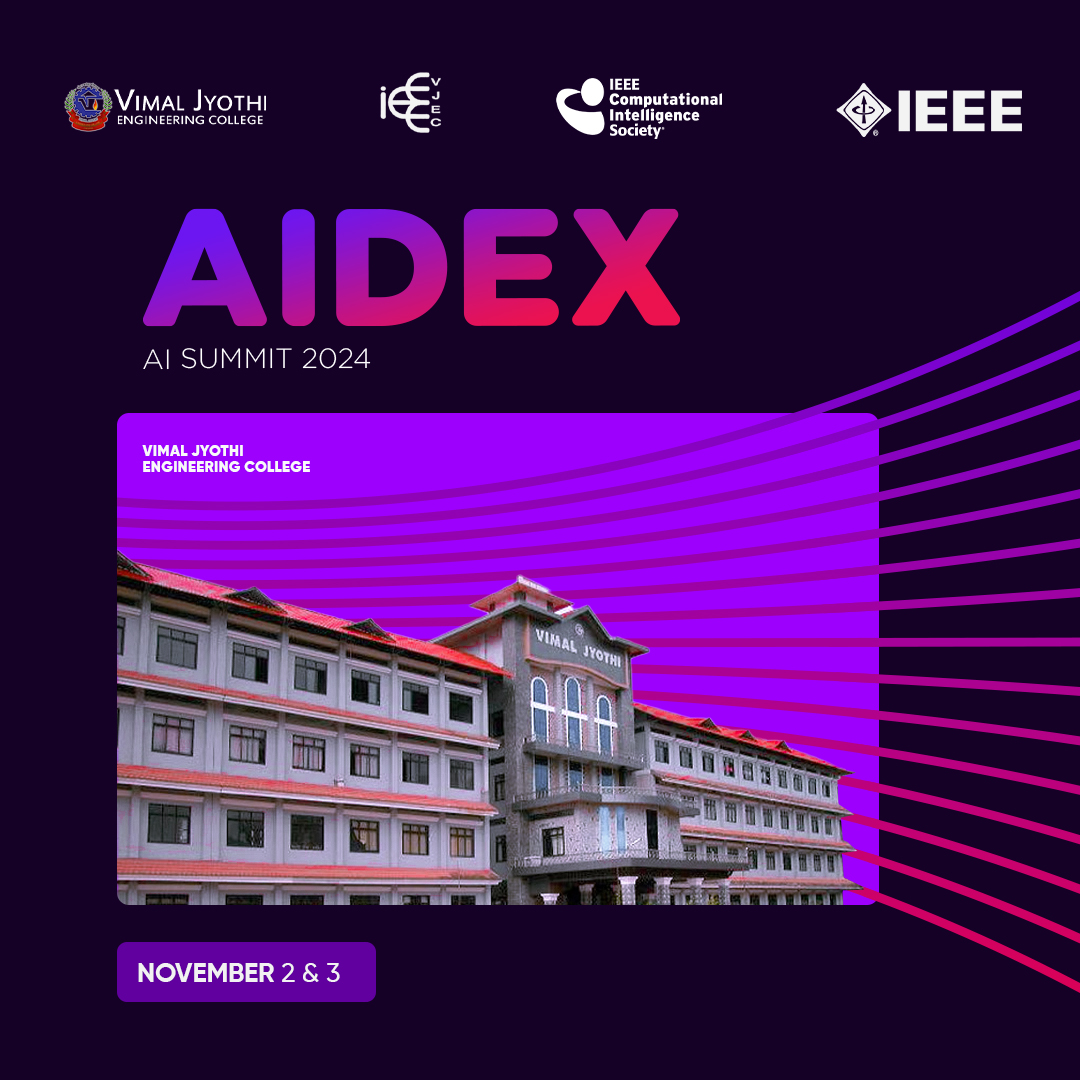 VIMAL JYOTHI
ENGINEERING COLLEGE
iEEE
VJEC
IEEE
Computational
Intelligence
Society
IEEE
®
AIDEX
AI SUMMIT 2024
VIMAL JYOTHI
ENGINEERING COLLEGE
VIMAL JYOTHI
NOVEMBER 2 & 3